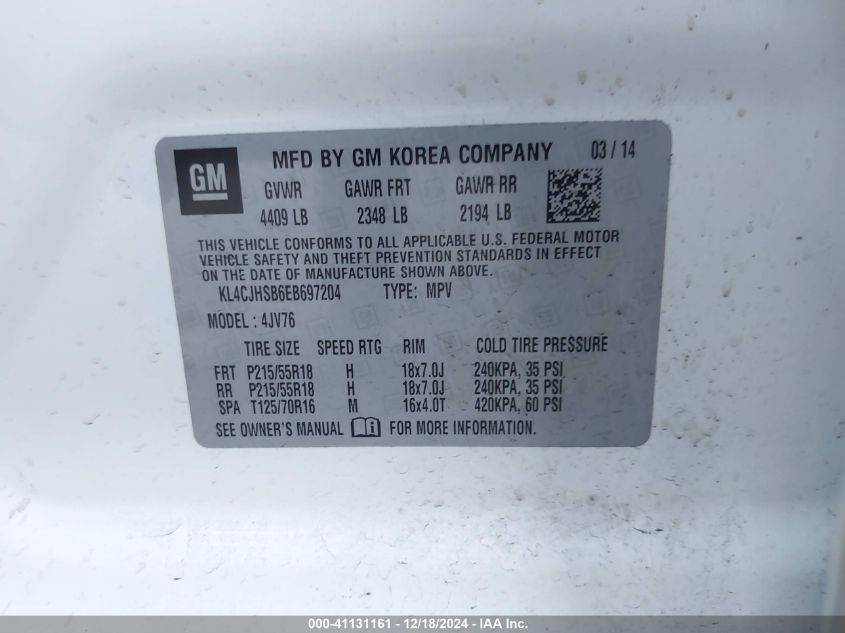 GM
MFD BY GM KOREA COMPANY 03 / 14
GVWR GAWR FRT GAWR RR
4409 LB 2348 LB 2194 LB
THIS VEHICLE CONFORMS TO ALL APPLICABLE U.S. FEDERAL MOTOR
VEHICLE SAFETY AND THEFT PREVENTION STANDARDS IN EFFECT
ON THE DATE OF MANUFACTURE SHOWN ABOVE.
KL4CJHSB6EB697204 TYPE: MPV
MODEL : 4JV76
TIRE SIZE SPEED RTG RIM COLD TIRE PRESSURE
FRT P215/55R18 H 18x7.0J 240KPA, 35 PSI
RR P215/55R18 H 18x7.0J 240KPA, 35 PSI
SPA T125/70R16 M 16x4.0T 420KPA, 60 PSI
SEE OWNER'S MANUAL i FOR MORE INFORMATION.
000-41131161 - 12/18/2024 - IAA Inc.